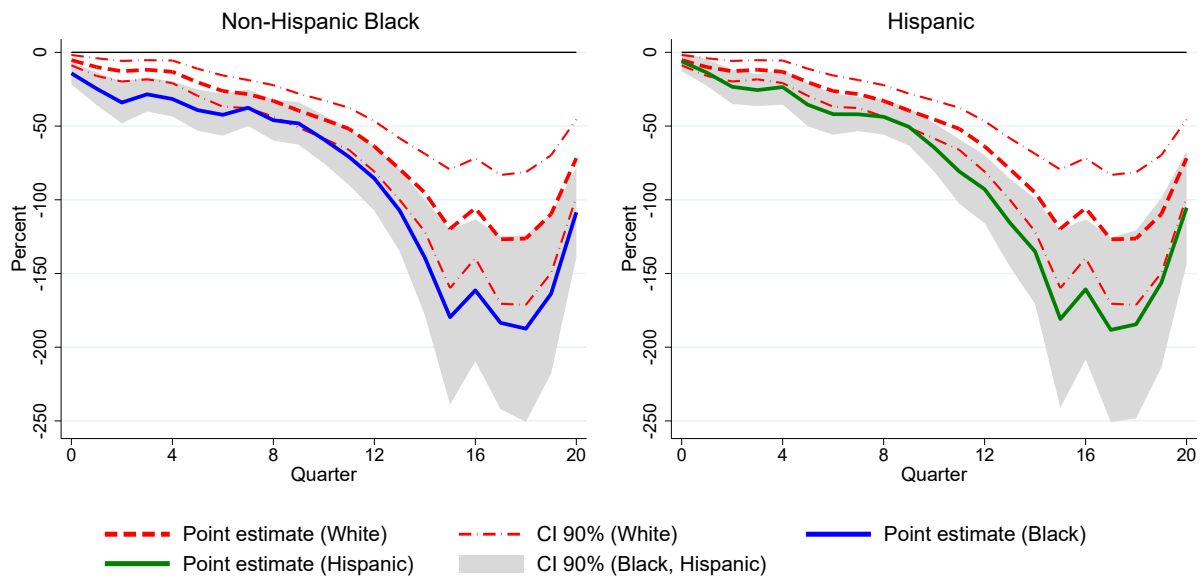 Non-Hispanic Black
Hispanic
0
-50
-100
-150
-200
-250
Percent
0 4 8 12 16 20
Quarter
0
-50
-100
-150
-200
-250
Percent
0 4 8 12 16 20
Quarter
Point estimate (White) CI 90% (White) Point estimate (Black)
Point estimate (Hispanic) CI 90% (Black, Hispanic)